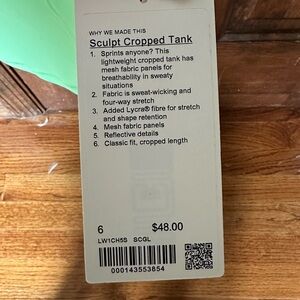 WHY WE MADE THIS
Sculpt Cropped Tank
1. Sprints anyone? This
lightweight cropped tank has
mesh fabric panels for
breathability in sweaty
situations
2. Fabric is sweat-wicking and
four-way stretch
3. Added Lycra® fibre for stretch
and shape retention
4. Mesh fabric panels
5. Reflective details
6. Classic fit, cropped length
6 $48.00
LW1CH5S SCGL
000143553854